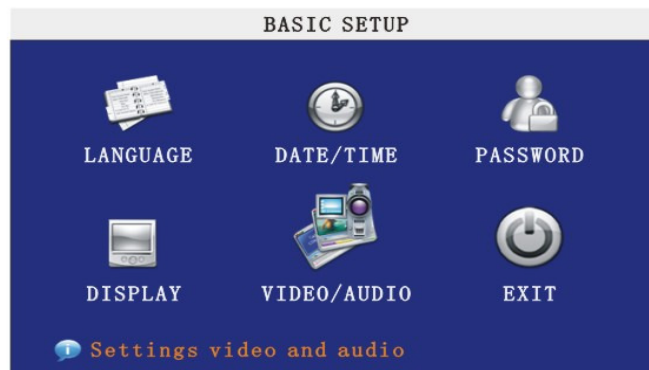 BASIC SETUP
LANGUAGE DATE/TIME PASSWORD
DISPLAY VIDEO/AUDIO EXIT
Settings video and audio